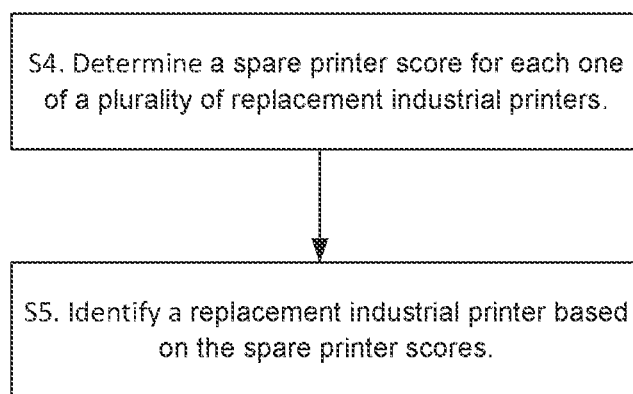 S4. Determine a spare printer score for each one
of a plurality of replacement industrial printers.
S5. Identify a replacement industrial printer based
on the spare printer scores.